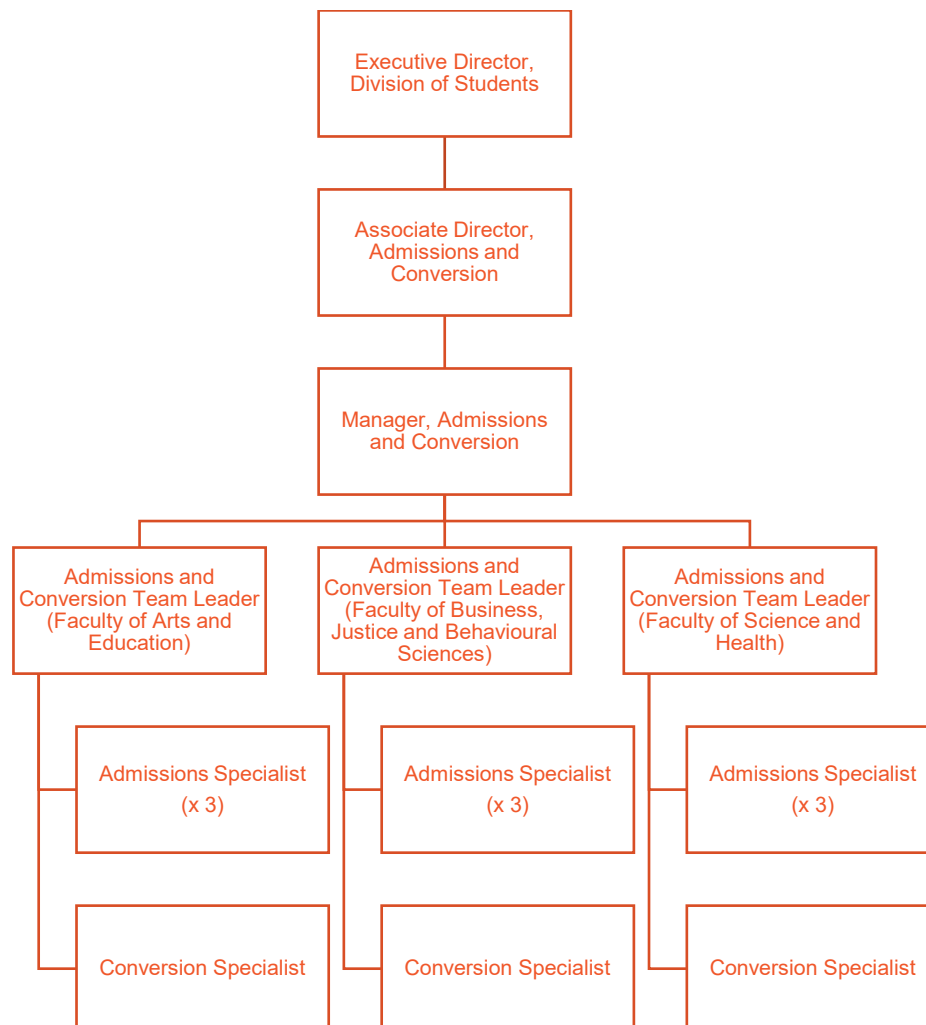 Executive Director,
Division of Students
Associate Director,
Admissions and
Conversion
Manager, Admissions
and Conversion
Admissions and
Conversion Team Leader
(Faculty of Arts and
Education)
Admissions and
Conversion Team Leader
(Faculty of Business,
Justice and Behavioural
Sciences)
Admissions and
Conversion Team Leader
(Faculty of Science and
Health)
Admissions Specialist
(x 3)
Admissions Specialist
(x 3)
Admissions Specialist
(x 3)
Conversion Specialist
Conversion Specialist
Conversion Specialist